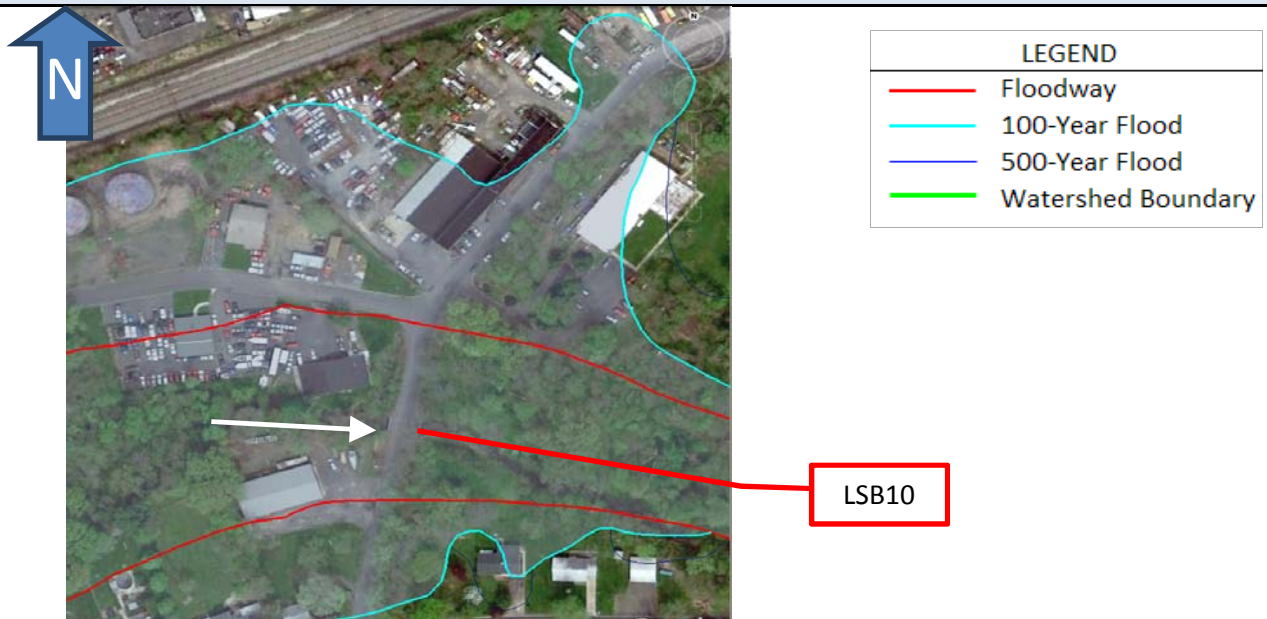 N
N
LEGEND
Floodway
100-Year Flood
500-Year Flood
Watershed Boundary
LSB10